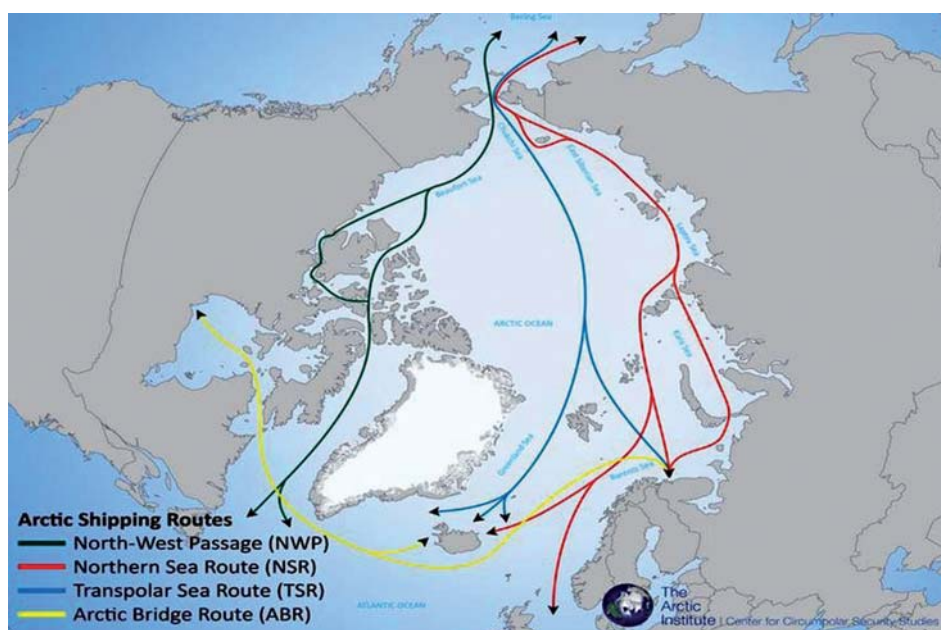 Bering Sea
Chukchi Sea
East Siberian Sea
Beaufort Sea
Laptev Sea
ARCTIC OCEAN
Kara Sea
Greenland Sea
Barents Sea
Arctic Shipping Routes
North-West Passage (NWP)
Northern Sea Route (NSR)
Transpolar Sea Route (TSR)
Arctic Bridge Route (ABR)
ATLANTIC OCEAN
The
Arctic
Institute | Center for Circumpolar Security Studies